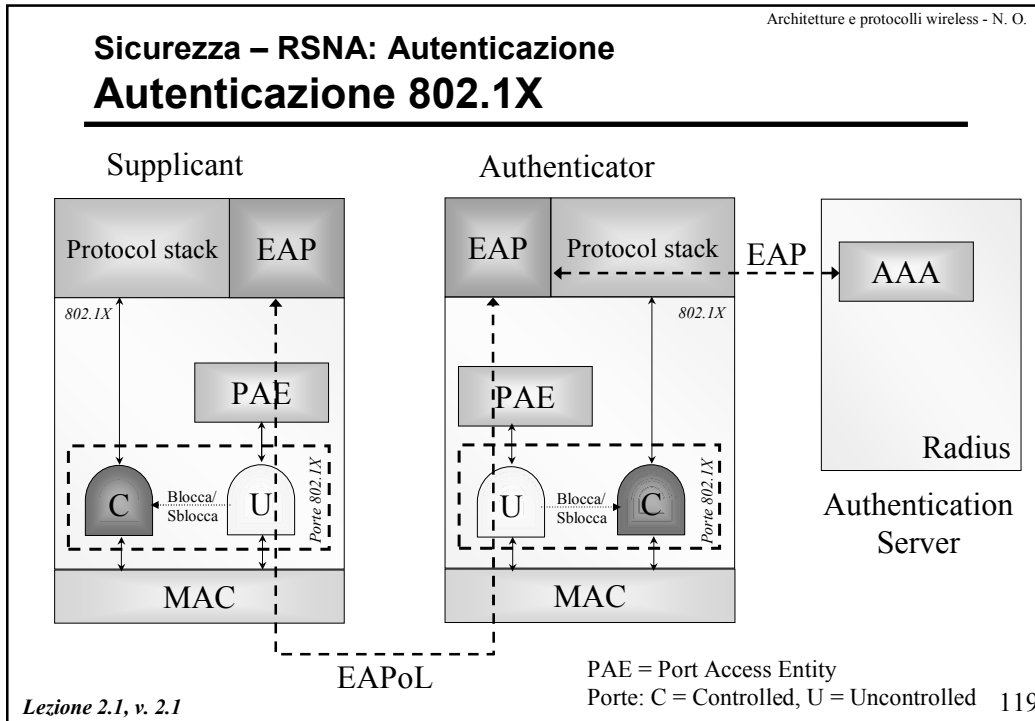 Architetture e protocolli wireless - N. O.
Sicurezza – RSNA: Autenticazione
Autenticazione 802.1X
Supplicant
Authenticator
Protocol stack
EAP
EAP
Protocol stack
EAP
AAA
802.1X
802.1X
PAE
PAE
Radius
C
Blocca/
Sblocca
U
Porte 802.1X
U
Blocca/
Sblocca
C
Porte 802.1X
Authentication
Server
MAC
MAC
EAPoL
PAE = Port Access Entity
Porte: C = Controlled, U = Uncontrolled
Lezione 2.1, v. 2.1
119